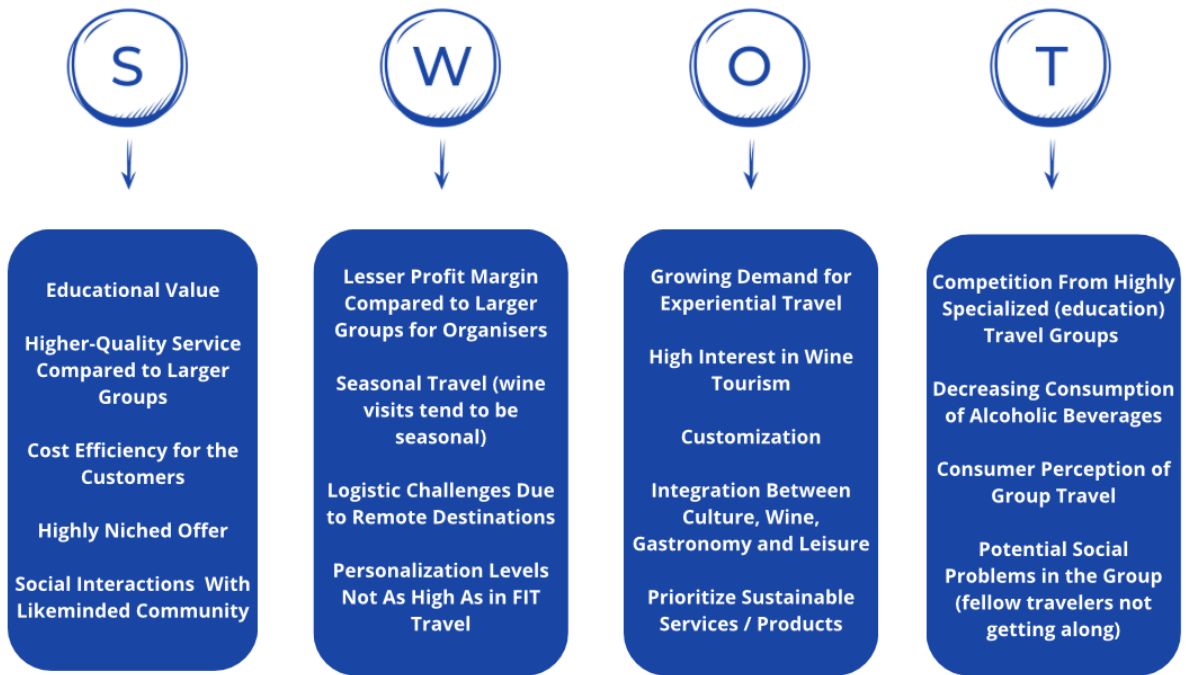 S
W
O
T
Educational Value
Higher-Quality Service
Compared to Larger
Groups
Cost Efficiency for the
Customers
Highly Niched Offer
Social Interactions With
Likeminded Community
Lesser Profit Margin
Compared to Larger
Groups for Organisers
Seasonal Travel (wine
visits tend to be
seasonal)
Logistic Challenges Due
to Remote Destinations
Personalization Levels
Not As High As in FIT
Travel
Growing Demand for
Experiential Travel
High Interest in Wine
Tourism
Customization
Integration Between
Culture, Wine,
Gastronomy and Leisure
Prioritize Sustainable
Services / Products
Competition From Highly
Specialized (education)
Travel Groups
Decreasing Consumption
of Alcoholic Beverages
Consumer Perception of
Group Travel
Potential Social
Problems in the Group
(fellow travelers not
getting along)